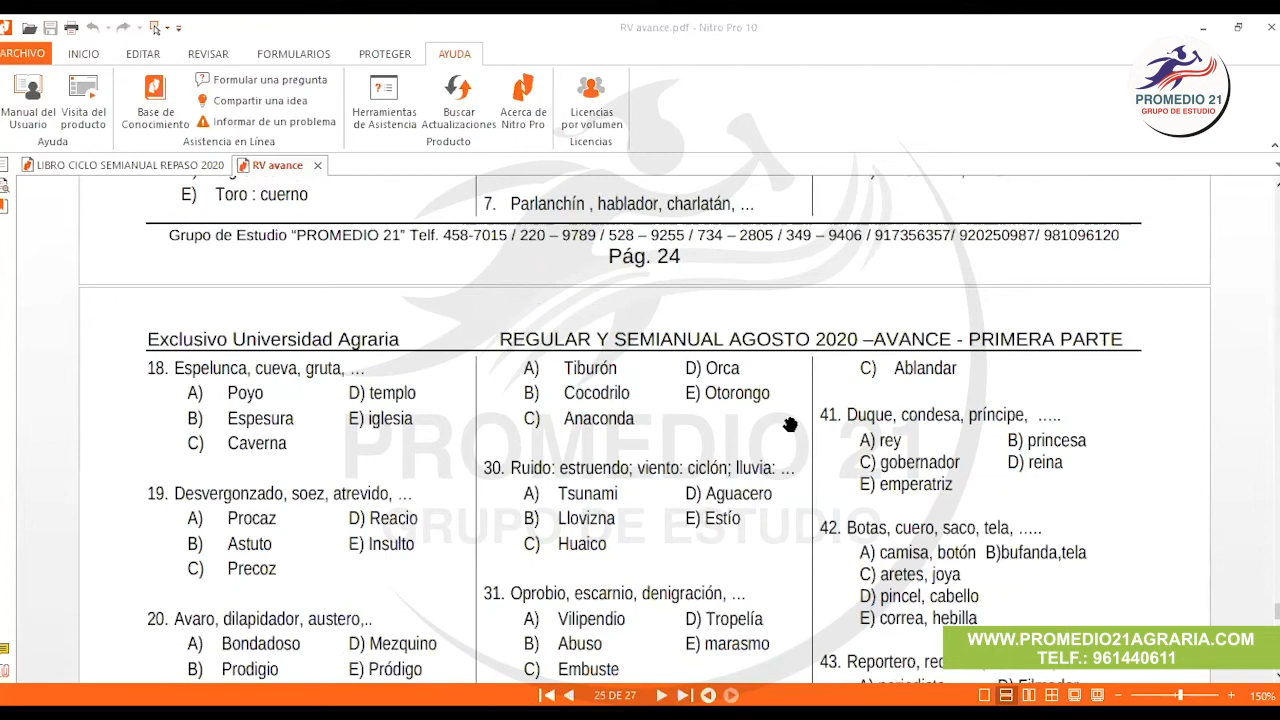 RV avance.pdf - Nitro Pro 10
ARCHIVO INICIO EDITAR REVISAR FORMULARIOS PROTEGER AYUDA
Manual del Usuario
Visita del producto
Ayuda
Base de Conocimiento
Formular una pregunta
Compartir una idea
Informar de un problema
Asistencia en Línea
Herramientas de Asistencia
Buscar Actualizaciones
Acerca de Nitro Pro
Producto
Licencias por volumen
Licencias
PROMEDIO 21
GRUPO DE ESTUDIO
LIBRO CICLO SEMIANUAL REPASO 2020
RV avance
E) Toro : cuerno
7. Parlanchín , hablador, charlatán, …
Grupo de Estudio “PROMEDIO 21” Telf. 458-7015 / 220 – 9789 / 528 – 9255 / 734 – 2805 / 349 – 9406 / 917356357/ 920250987/ 981096120
Pág. 24
Exclusivo Universidad Agraria REGULAR Y SEMIANUAL AGOSTO 2020 –AVANCE - PRIMERA PARTE
18. Espelunca, cueva, gruta, …
A) Poyo D) templo
B) Espesura E) iglesia
C) Caverna
19. Desvergonzado, soez, atrevido, …
A) Procaz D) Reacio
B) Astuto E) Insulto
C) Precoz
20. Avaro, dilapidador, austero,..
A) Bondadoso D) Mezquino
B) Prodigio E) Pródigo
A) Tiburón D) Orca
B) Cocodrilo E) Otorongo
C) Anaconda
30. Ruido: estruendo; viento: ciclón; lluvia: …
A) Tsunami D) Aguacero
B) Llovizna E) Estío
C) Huaico
31. Oprobio, escarnio, denigración, …
A) Vilipendio D) Tropelía
B) Abuso E) marasmo
C) Embuste
C) Ablandar
41. Duque, condesa, príncipe, …..
A) rey B) princesa
C) gobernador D) reina
E) emperatriz
42. Botas, cuero, saco, tela, …..
A) camisa, botón B)bufanda,tela
C) aretes, joya
D) pincel, cabello
E) correa, hebilla
43. Reportero,
PROMEDIO 21
GRUPO DE ESTUDIO
WWW.PROMEDIO21AGRARIA.COM
TELF.: 961440611
25 DE 27
150%